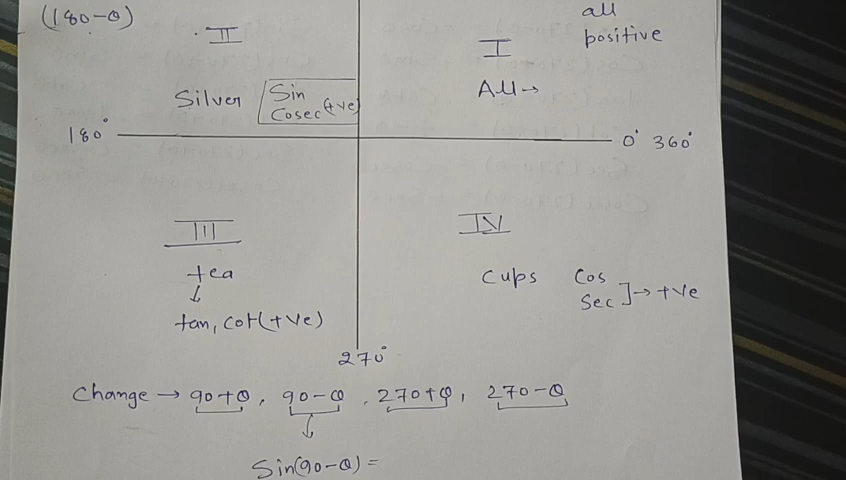 (180-θ)
II
I
all
positive
Silver
Sin
Cosec (+ve)
All→
180°
0° 360°
III
IV
tea
↓
tan, cot (+ve)
Cups
Cos
Sec ]→ +ve
270°
Change → 90+θ, 90-θ, 270+θ, 270-θ
↓
Sin(90-θ) =